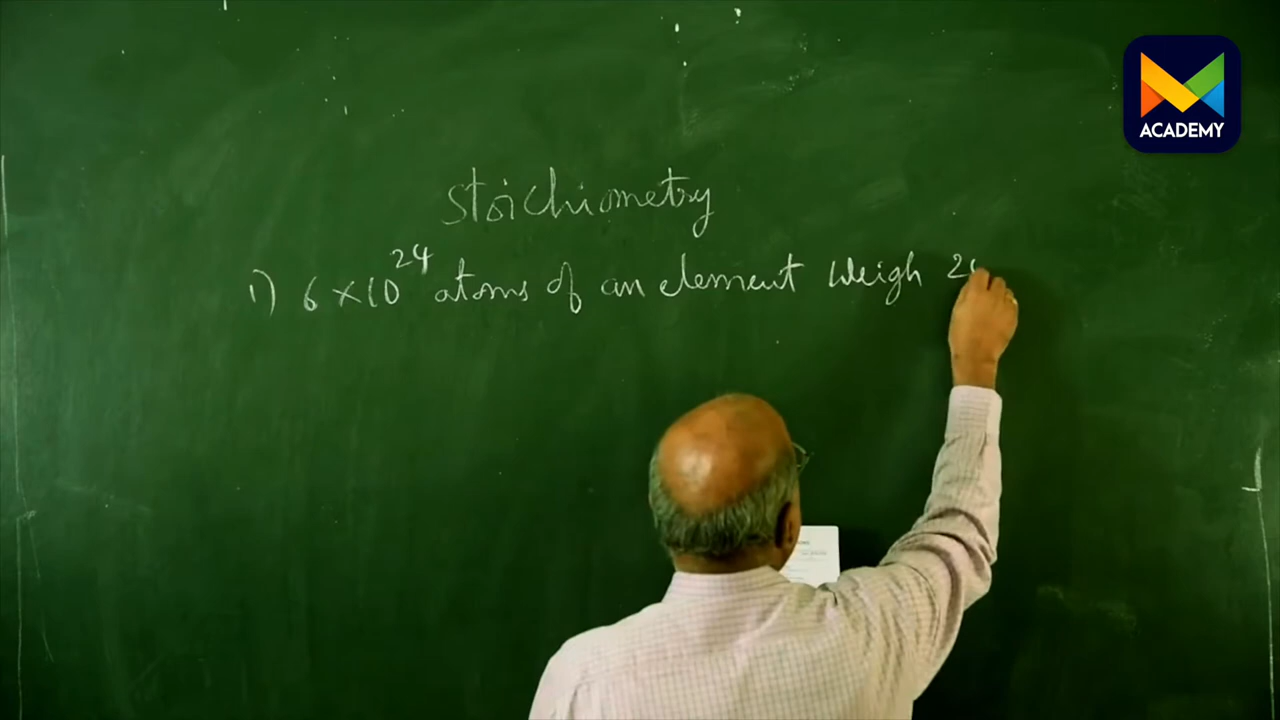 ACADEMY
Stoichiometry
1) 6×10²⁴ atoms of an element weigh